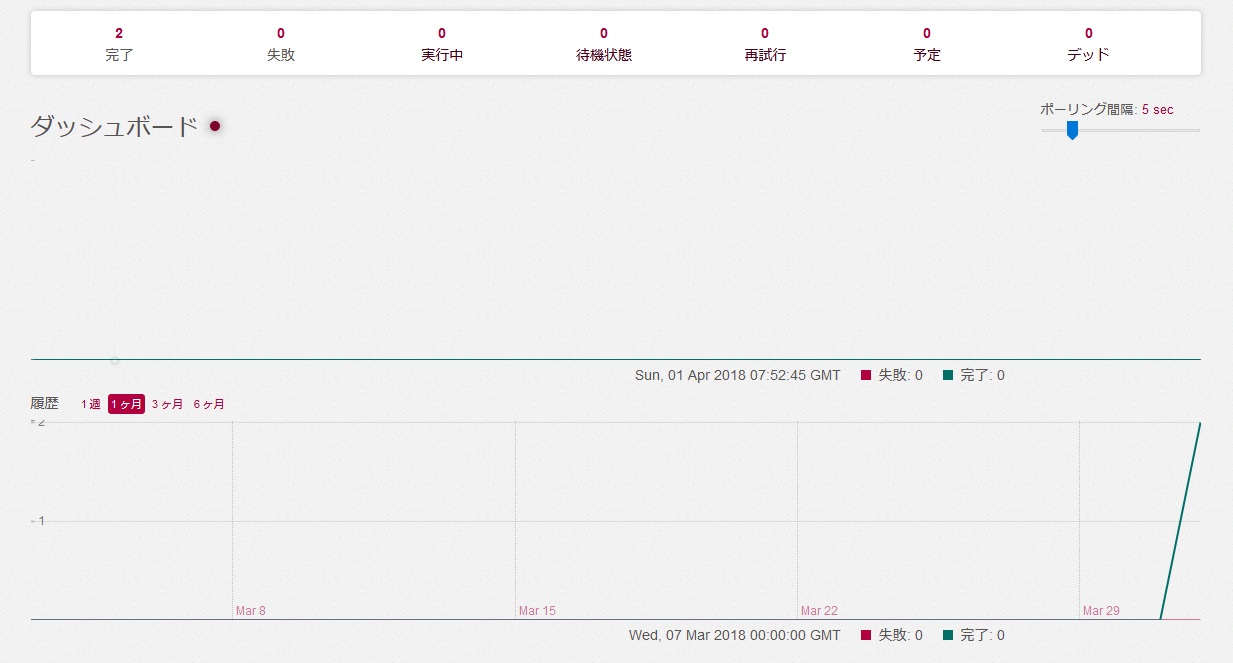 2 0 0 0 0 0 0
完了 失敗 実行中 待機状態 再試行 予定 デッド
ダッシュボード
ポーリング間隔: 5 sec
Sun, 01 Apr 2018 07:52:45 GMT 失敗: 0 完了: 0
履歴 1 週 1 ヶ月 3 ヶ月 6 ヶ月
2
1
Mar 8 Mar 15 Mar 22 Mar 29
Wed, 07 Mar 2018 00:00:00 GMT 失敗: 0 完了: 0